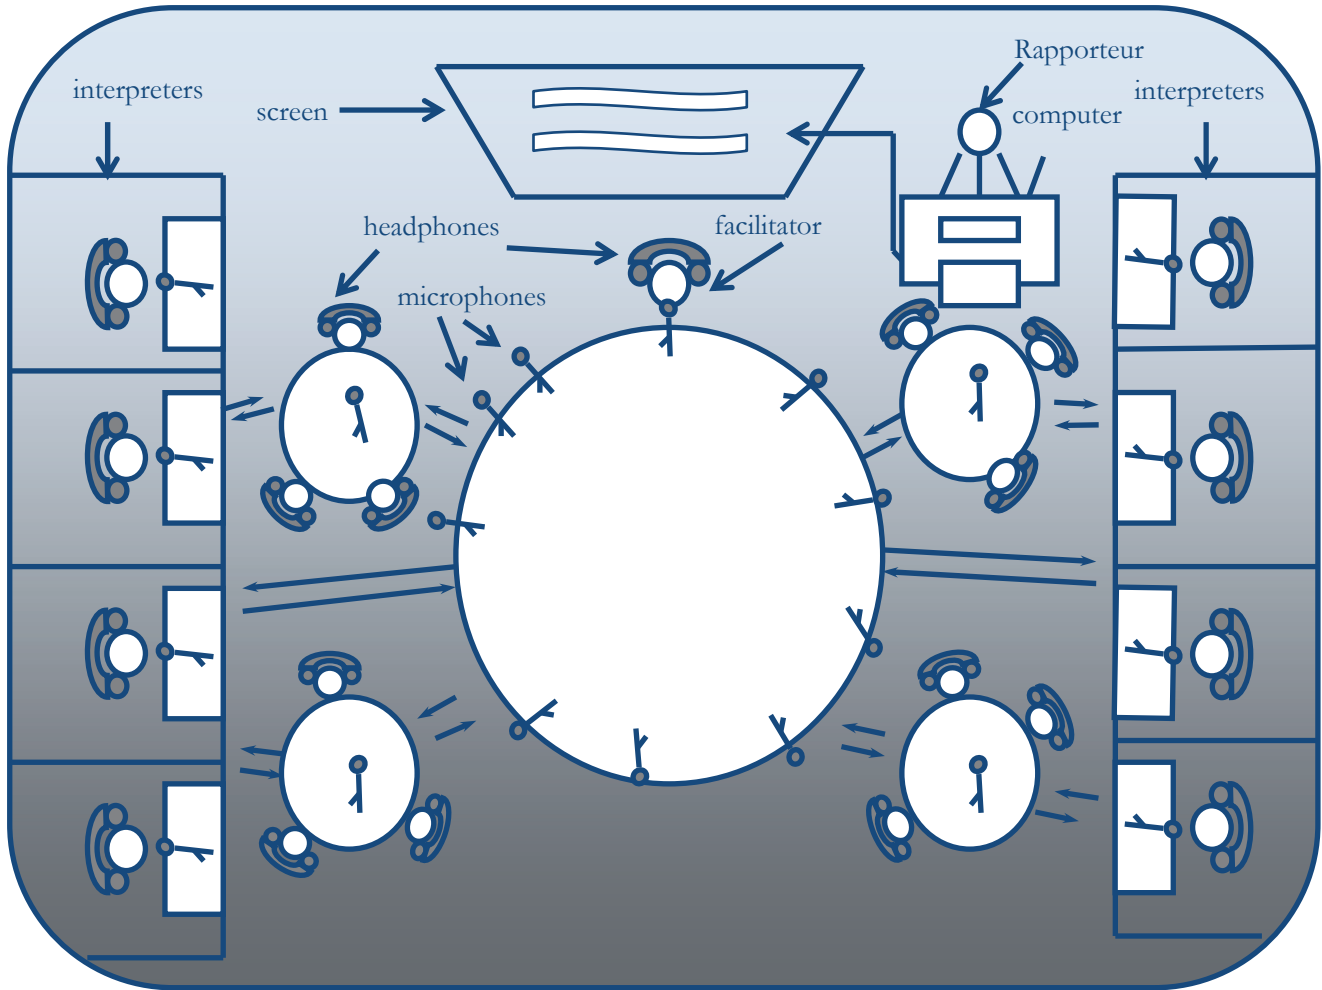 Rapporteur
interpreters
interpreters
screen
computer
headphones
facilitator
microphones